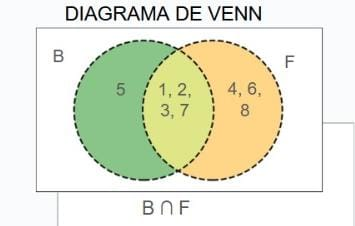 DIAGRAMA DE VENN
B
F
5
1, 2,
3, 7
4, 6,
8
B ∩ F